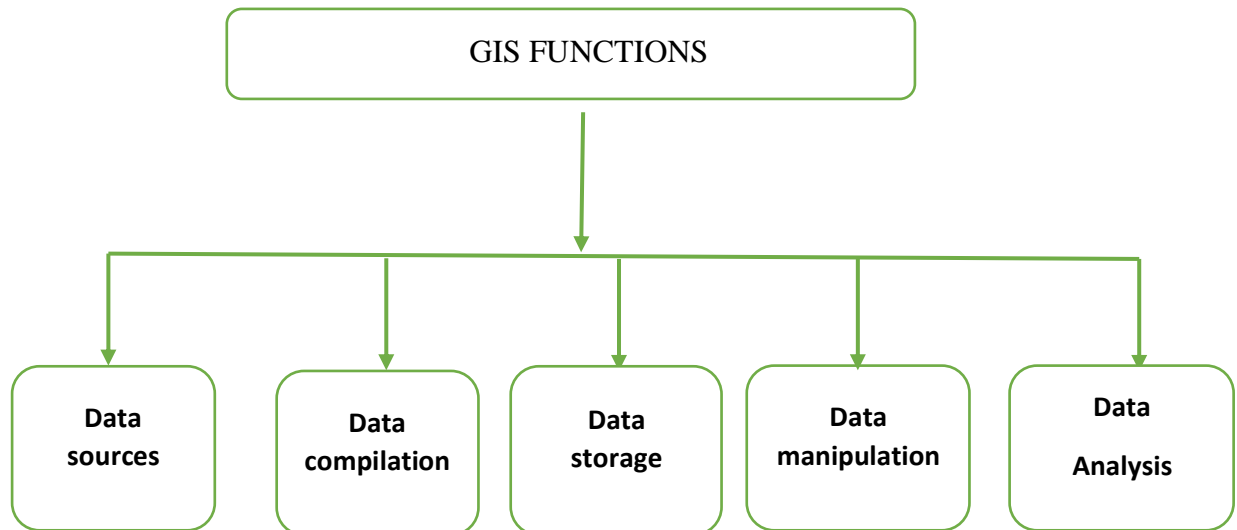 GIS FUNCTIONS
Data
sources
Data
compilation
Data
storage
Data
manipulation
Data
Analysis